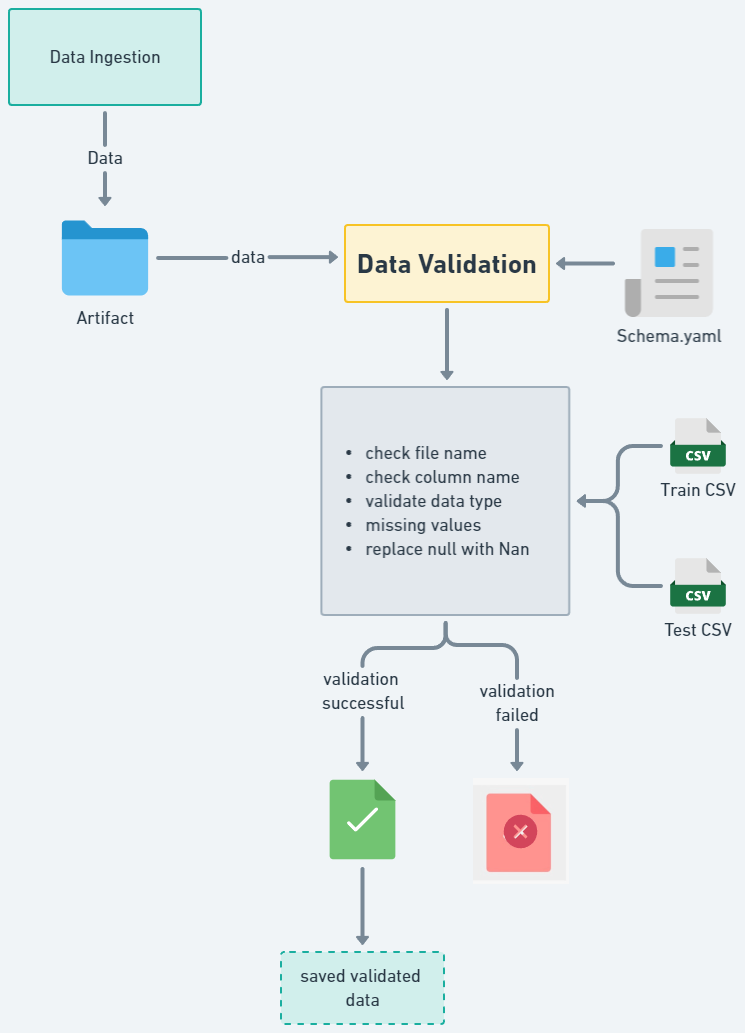 Data Ingestion
Data
Artifact
data
Data Validation
Schema.yaml
• check file name
• check column name
• validate data type
• missing values
• replace null with Nan
CSV
Train CSV
CSV
Test CSV
validation
successful
validation
failed
saved validated
data